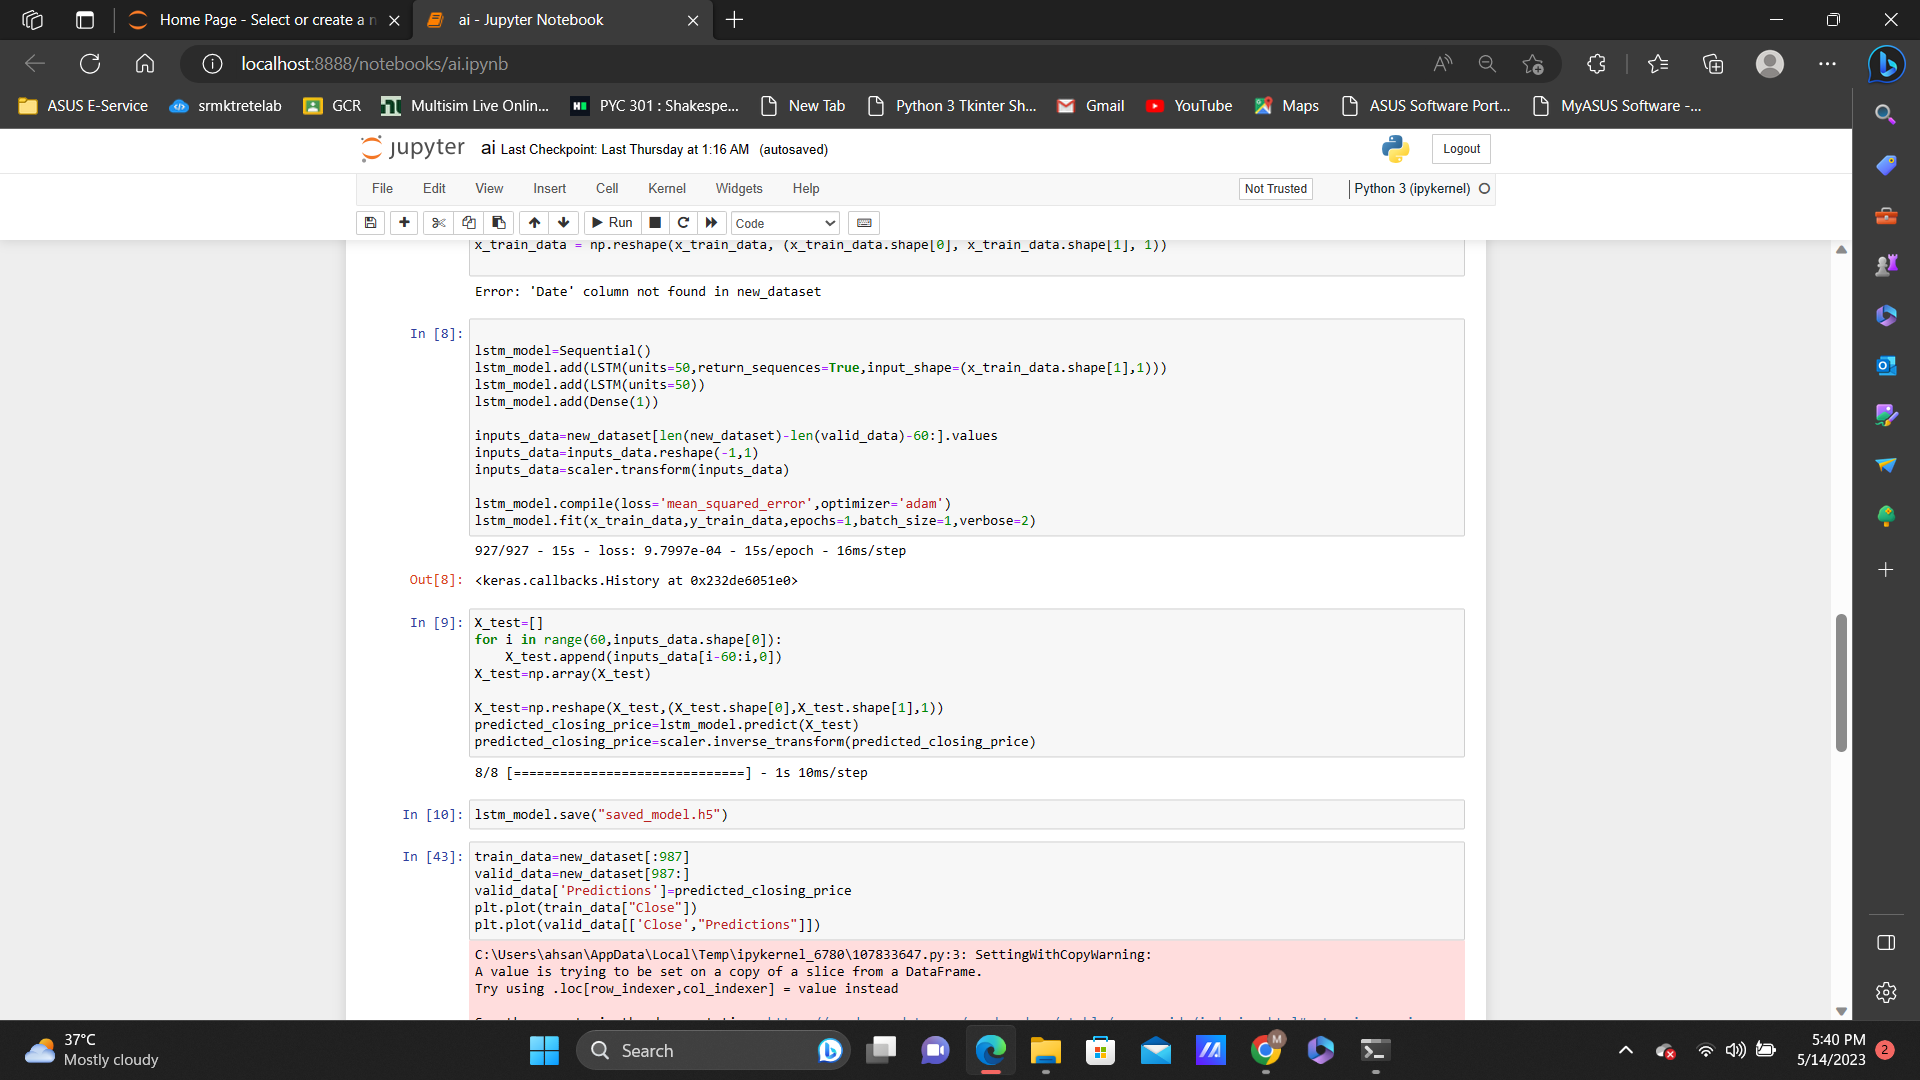 Home Page - Select or create a n
ai - Jupyter Notebook
localhost:8888/notebooks/ai.ipynb
ASUS E-Service
srmktretelab
GCR
Multisim Live Onlin...
PYC 301 : Shakespe...
New Tab
Python 3 Tkinter Sh...
Gmail
YouTube
Maps
ASUS Software Port...
MyASUS Software -...
jupyter ai Last Checkpoint: Last Thursday at 1:16 AM (autosaved)
Logout
File Edit View Insert Cell Kernel Widgets Help
Not Trusted
Python 3 (ipykernel)
Run
Code
x_train_data = np.reshape(x_train_data, (x_train_data.shape[0], x_train_data.shape[1], 1))
Error: 'Date' column not found in new_dataset
In [8]:
lstm_model=Sequential()
lstm_model.add(LSTM(units=50,return_sequences=True,input_shape=(x_train_data.shape[1],1)))
lstm_model.add(LSTM(units=50))
lstm_model.add(Dense(1))
inputs_data=new_dataset[len(new_dataset)-len(valid_data)-60:].values
inputs_data=inputs_data.reshape(-1,1)
inputs_data=scaler.transform(inputs_data)
lstm_model.compile(loss='mean_squared_error',optimizer='adam')
lstm_model.fit(x_train_data,y_train_data,epochs=1,batch_size=1,verbose=2)
927/927 - 15s - loss: 9.7997e-04 - 15s/epoch - 16ms/step
Out[8]: <keras.callbacks.History at 0x232de6051e0>
In [9]: X_test=[]
for i in range(60,inputs_data.shape[0]):
    X_test.append(inputs_data[i-60:i,0])
X_test=np.array(X_test)
X_test=np.reshape(X_test,(X_test.shape[0],X_test.shape[1],1))
predicted_closing_price=lstm_model.predict(X_test)
predicted_closing_price=scaler.inverse_transform(predicted_closing_price)
8/8 [==============================] - 1s 10ms/step
In [10]: lstm_model.save("saved_model.h5")
In [43]: train_data=new_dataset[:987]
valid_data=new_dataset[987:]
valid_data['Predictions']=predicted_closing_price
plt.plot(train_data["Close"])
plt.plot(valid_data[['Close',"Predictions"]])
C:\Users\ahsan\AppData\Local\Temp\ipykernel_6780\107833647.py:3: SettingWithCopyWarning:
A value is trying to be set on a copy of a slice from a DataFrame.
Try using .loc[row_indexer,col_indexer] = value instead
37°C
Mostly cloudy
Search
M
5:40 PM
5/14/2023
2